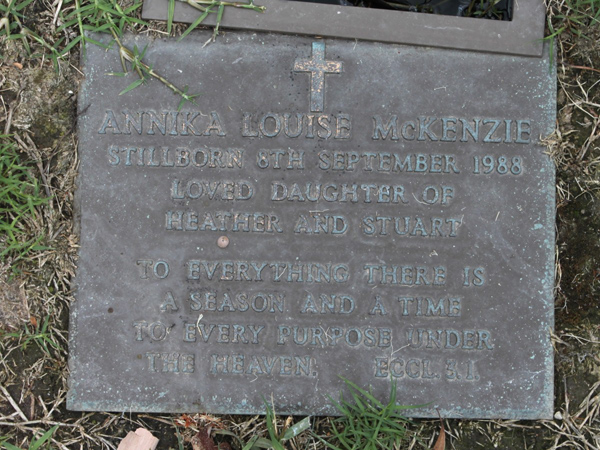 ANNIKA LOUISE McKENZIE
STILLBORN 8TH SEPTEMBER 1988
LOVED DAUGHTER OF
HEATHER AND STUART
TO EVERYTHING THERE IS
A SEASON AND A TIME
TO EVERY PURPOSE UNDER
THE HEAVEN. ECCL. 3.1.